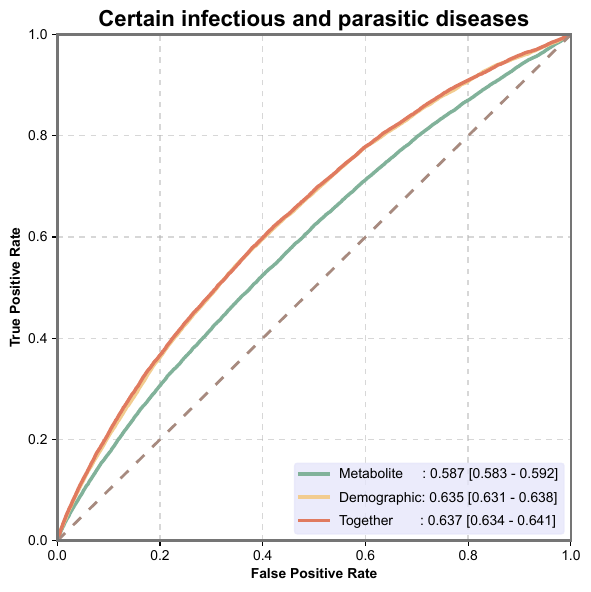 Certain infectious and parasitic diseases
1.0
0.8
0.6
0.4
0.2
0.0
True Positive Rate
Metabolite : 0.587 [0.583 - 0.592]
Demographic: 0.635 [0.631 - 0.638]
Together : 0.637 [0.634 - 0.641]
0.0 0.2 0.4 0.6 0.8 1.0
False Positive Rate